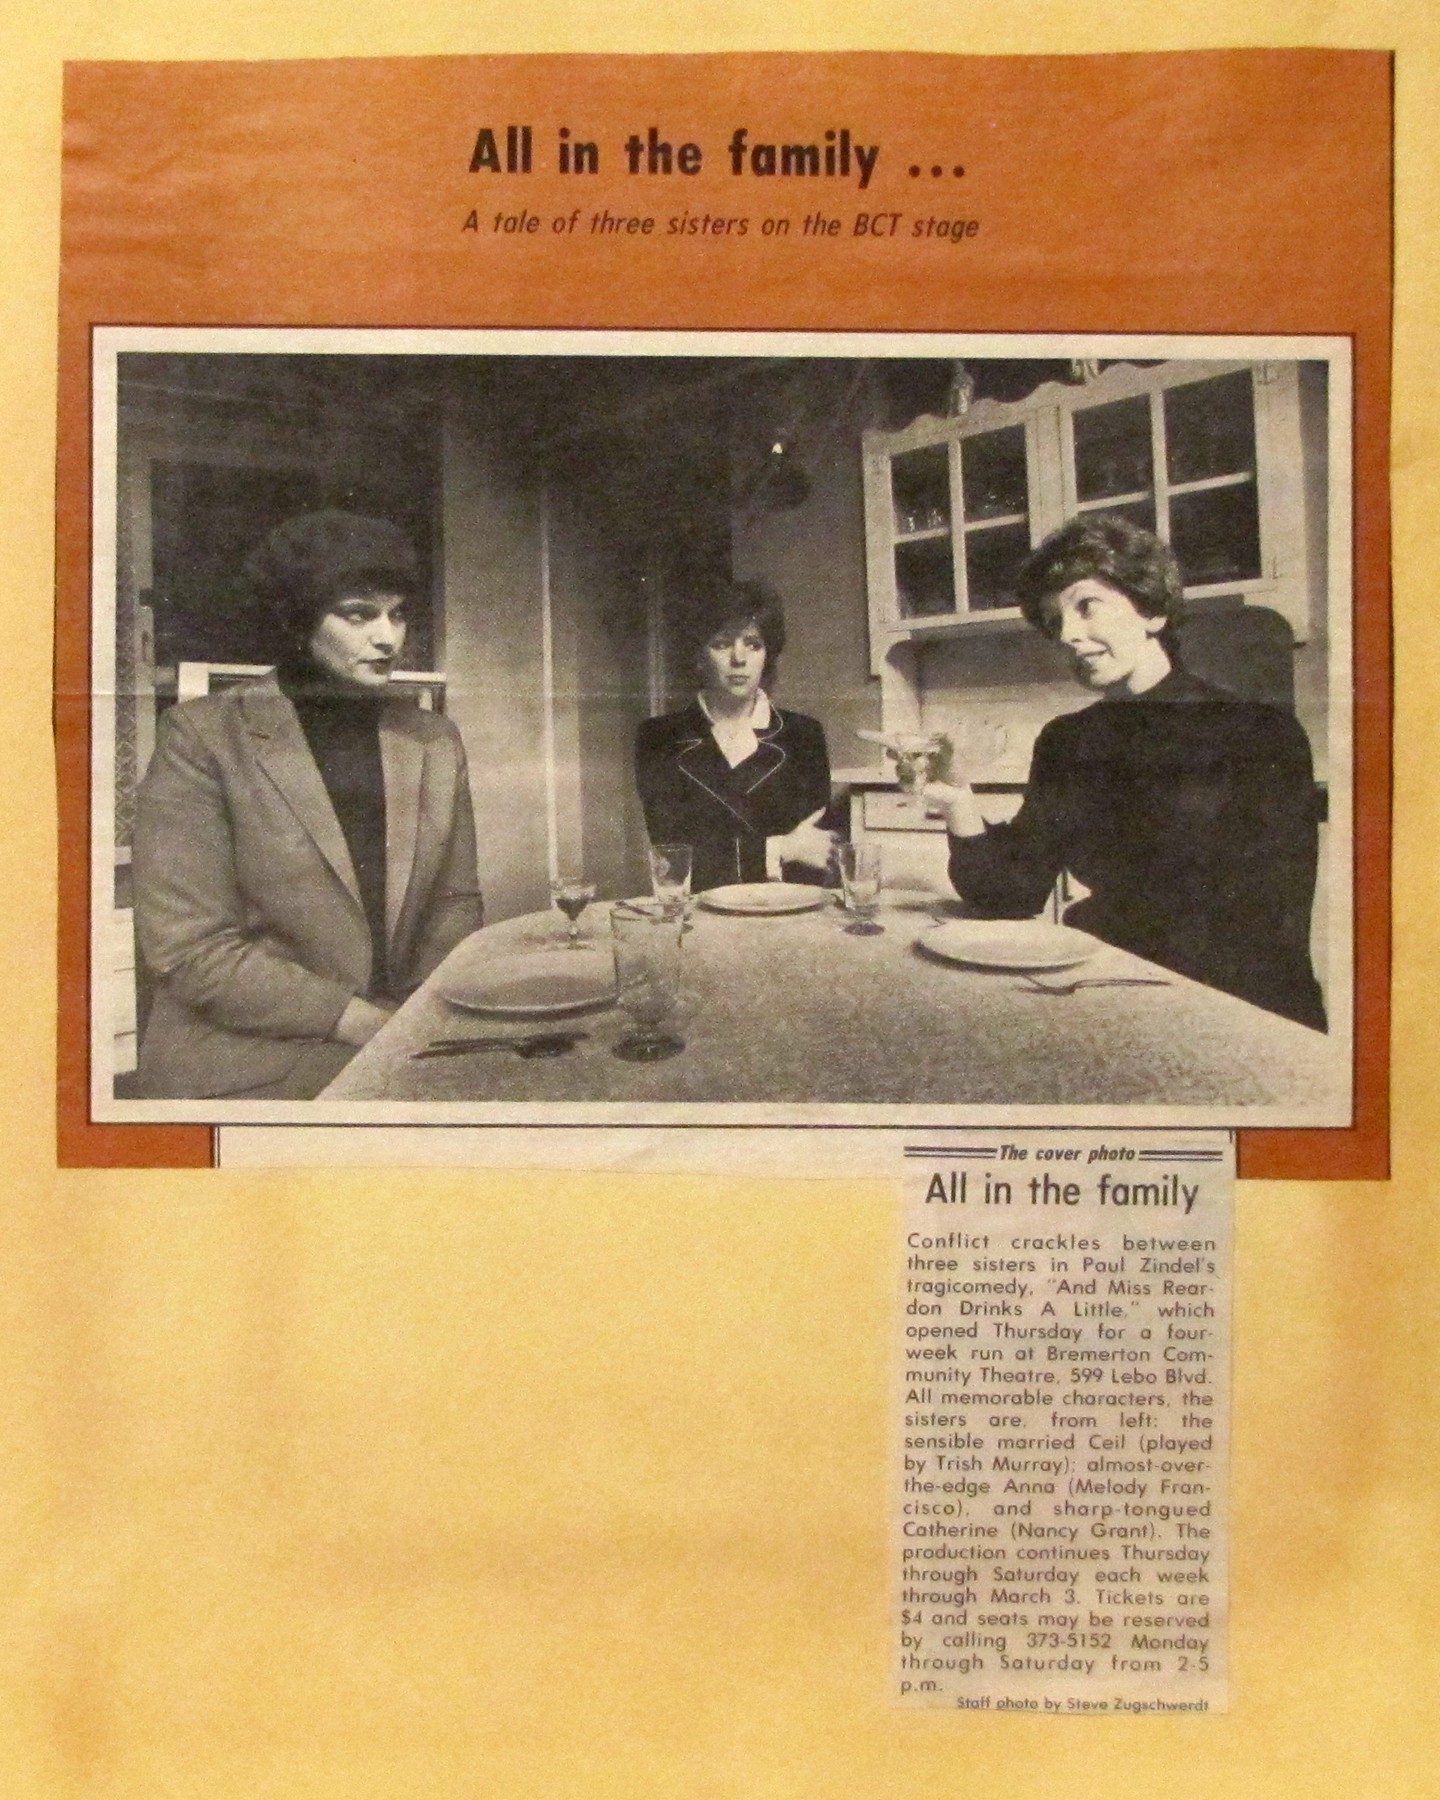 All in the family ...
A tale of three sisters on the BCT stage
The cover photo
All in the family
Conflict crackles between
three sisters in Paul Zindel's
tragicomedy, "And Miss Rear-
don Drinks A Little," which
opened Thursday for a four-
week run at Bremerton Com-
munity Theatre, 599 Lebo Blvd.
All memorable characters, the
sisters are, from left: the
sensible married Ceil (played
by Trish Murray); almost-over-
the-edge Anna (Melody Fran-
cisco), and sharp-tongued
Catherine (Nancy Grant). The
production continues Thursday
through Saturday each week
through March 3. Tickets are
$4 and seats may be reserved
by calling 373-5152 Monday
through Saturday from 2-5
p.m.
Staff photo by Steve Zugschwerdt